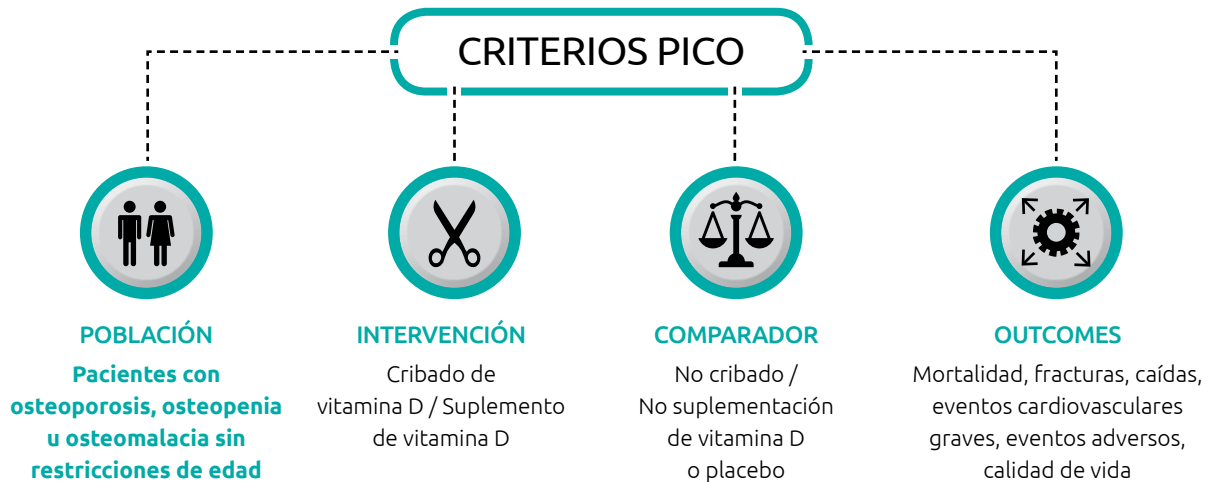 CRITERIOS PICO
POBLACIÓN
Pacientes con
osteoporosis, osteopenia
u osteomalacia sin
restricciones de edad
INTERVENCIÓN
Cribado de
vitamina D / Suplemento
de vitamina D
COMPARADOR
No cribado /
No suplementación
de vitamina D
o placebo
OUTCOMES
Mortalidad, fracturas, caídas,
eventos cardiovasculares
graves, eventos adversos,
calidad de vida